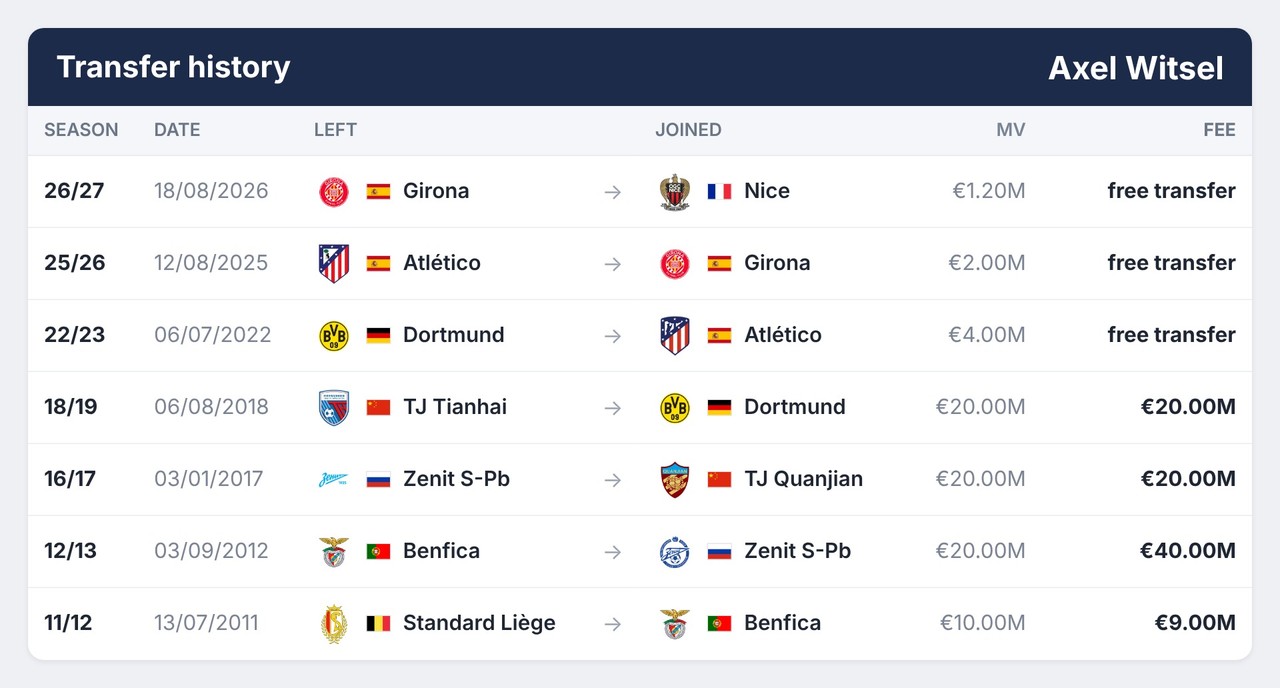 Transfer history Axel Witsel
SEASON DATE LEFT JOINED MV FEE
26/27 18/08/2026 Girona → Nice €1.20M free transfer
25/26 12/08/2025 Atlético → Girona €2.00M free transfer
22/23 06/07/2022 Dortmund → Atlético €4.00M free transfer
18/19 06/08/2018 TJ Tianhai → Dortmund €20.00M €20.00M
16/17 03/01/2017 Zenit S-Pb → TJ Quanjian €20.00M €20.00M
12/13 03/09/2012 Benfica → Zenit S-Pb €20.00M €40.00M
11/12 13/07/2011 Standard Liège → Benfica €10.00M €9.00M